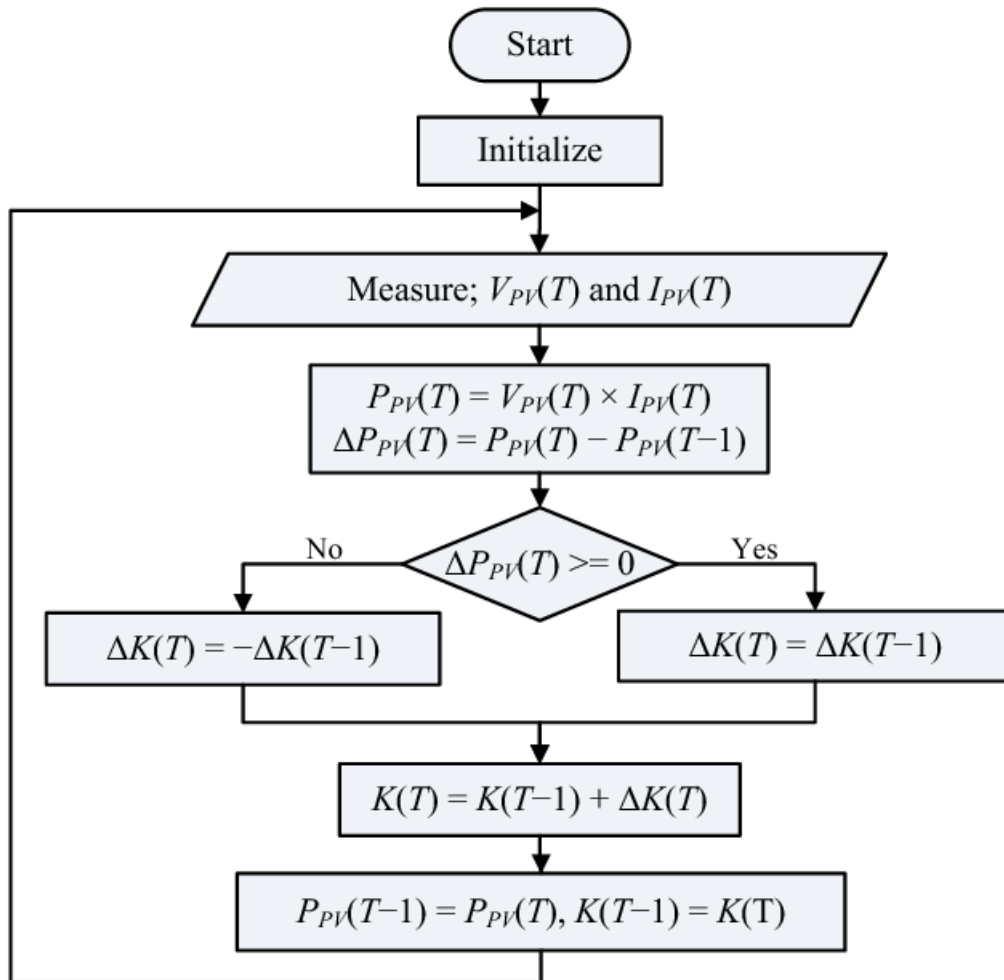 Start
Initialize
Measure; V_PV(T) and I_PV(T)
P_PV(T) = V_PV(T) × I_PV(T)
ΔP_PV(T) = P_PV(T) − P_PV(T−1)
No
Yes
ΔP_PV(T) >= 0
ΔK(T) = −ΔK(T−1)
ΔK(T) = ΔK(T−1)
K(T) = K(T−1) + ΔK(T)
P_PV(T−1) = P_PV(T), K(T−1) = K(T)